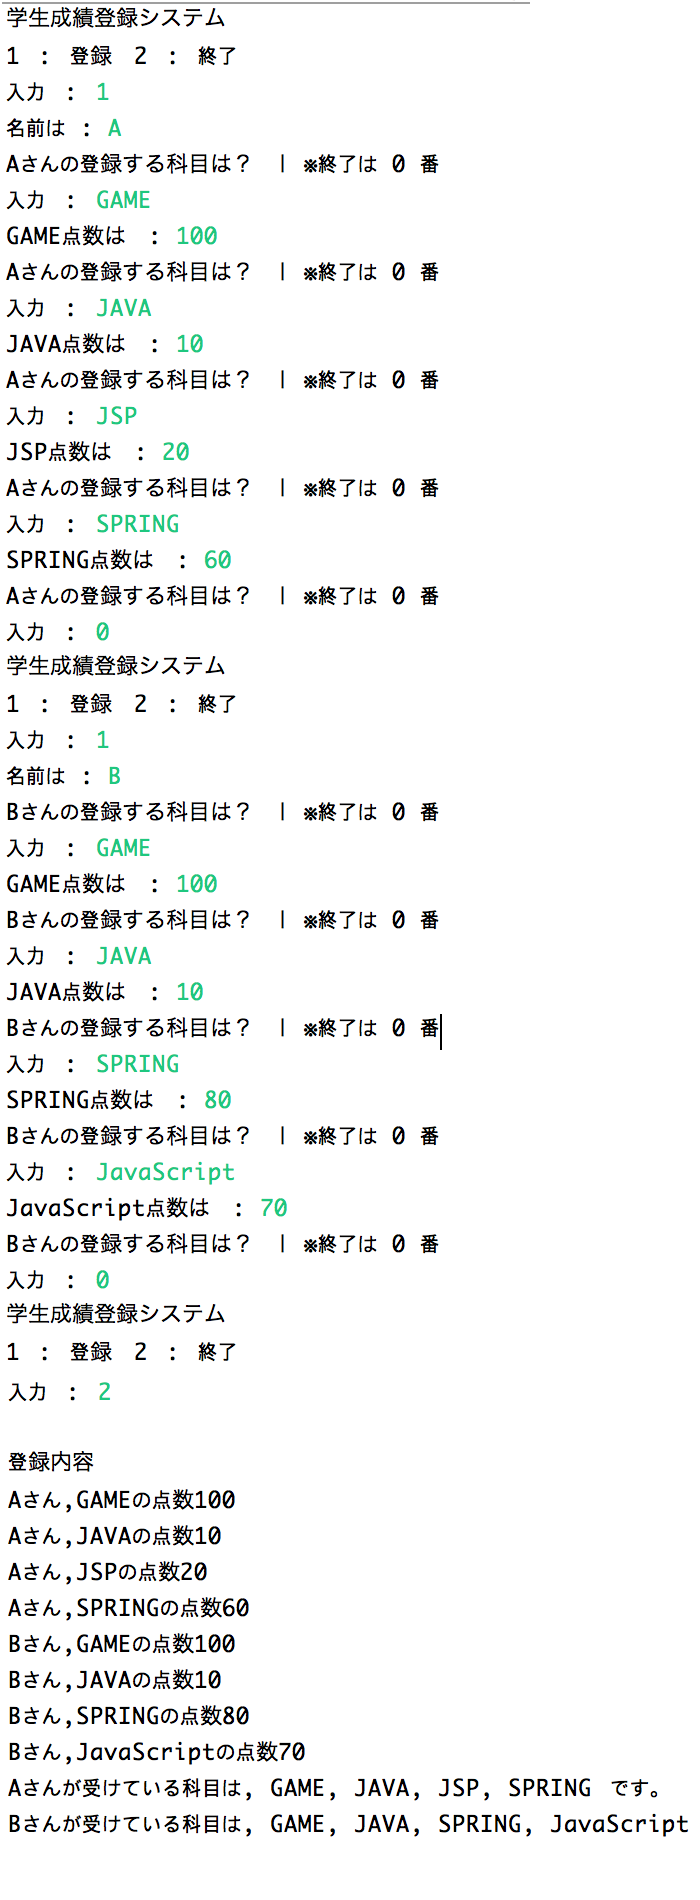 学生成績登録システム
1 : 登録 2 : 終了
入力 : 1
名前は : A
Aさんの登録する科目は? | ※終了は 0 番
入力 : GAME
GAME点数は : 100
Aさんの登録する科目は? | ※終了は 0 番
入力 : JAVA
JAVA点数は : 10
Aさんの登録する科目は? | ※終了は 0 番
入力 : JSP
JSP点数は : 20
Aさんの登録する科目は? | ※終了は 0 番
入力 : SPRING
SPRING点数は : 60
Aさんの登録する科目は? | ※終了は 0 番
入力 : 0
学生成績登録システム
1 : 登録 2 : 終了
入力 : 1
名前は : B
Bさんの登録する科目は? | ※終了は 0 番
入力 : GAME
GAME点数は : 100
Bさんの登録する科目は? | ※終了は 0 番
入力 : JAVA
JAVA点数は : 10
Bさんの登録する科目は? | ※終了は 0 番
入力 : SPRING
SPRING点数は : 80
Bさんの登録する科目は? | ※終了は 0 番
入力 : JavaScript
JavaScript点数は : 70
Bさんの登録する科目は? | ※終了は 0 番
入力 : 0
学生成績登録システム
1 : 登録 2 : 終了
入力 : 2
登録内容
Aさん,GAMEの点数100
Aさん,JAVAの点数10
Aさん,JSPの点数20
Aさん,SPRINGの点数60
Bさん,GAMEの点数100
Bさん,JAVAの点数10
Bさん,SPRINGの点数80
Bさん,JavaScriptの点数70
Aさんが受けている科目は, GAME, JAVA, JSP, SPRING です。
Bさんが受けている科目は, GAME, JAVA, SPRING, JavaScript